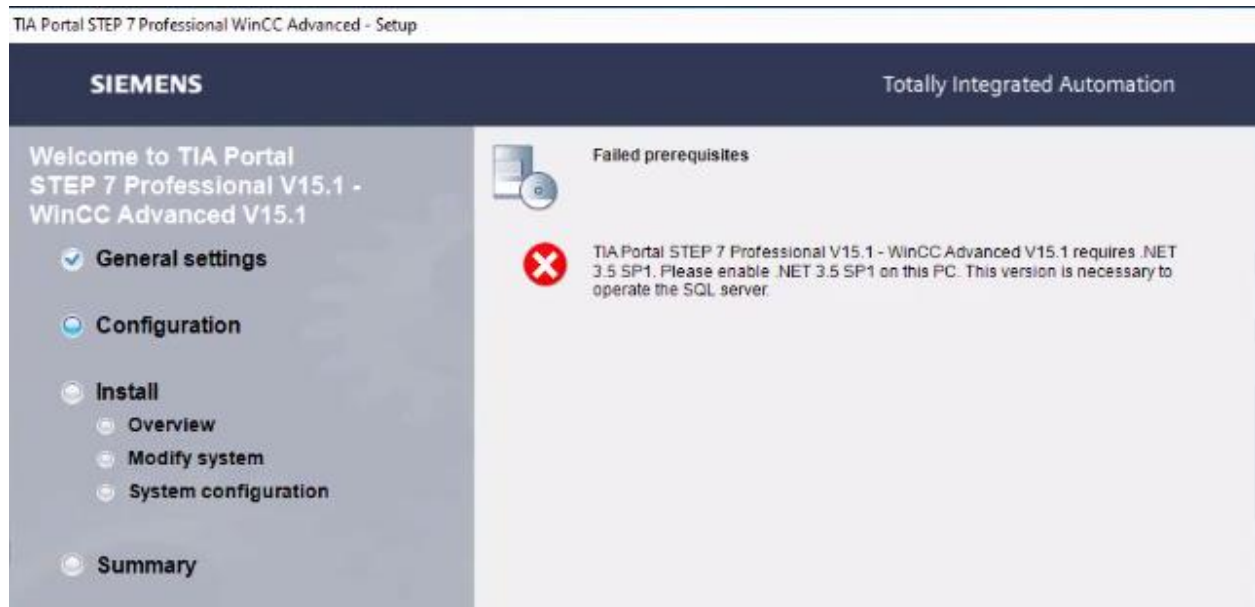 TIA Portal STEP 7 Professional WinCC Advanced - Setup
SIEMENS
Totally Integrated Automation
Welcome to TIA Portal
STEP 7 Professional V15.1 -
WinCC Advanced V15.1
General settings
Configuration
Install
Overview
Modify system
System configuration
Summary
Failed prerequisites
TIA Portal STEP 7 Professional V15.1 - WinCC Advanced V15.1 requires .NET
3.5 SP1. Please enable .NET 3.5 SP1 on this PC. This version is necessary to
operate the SQL server.